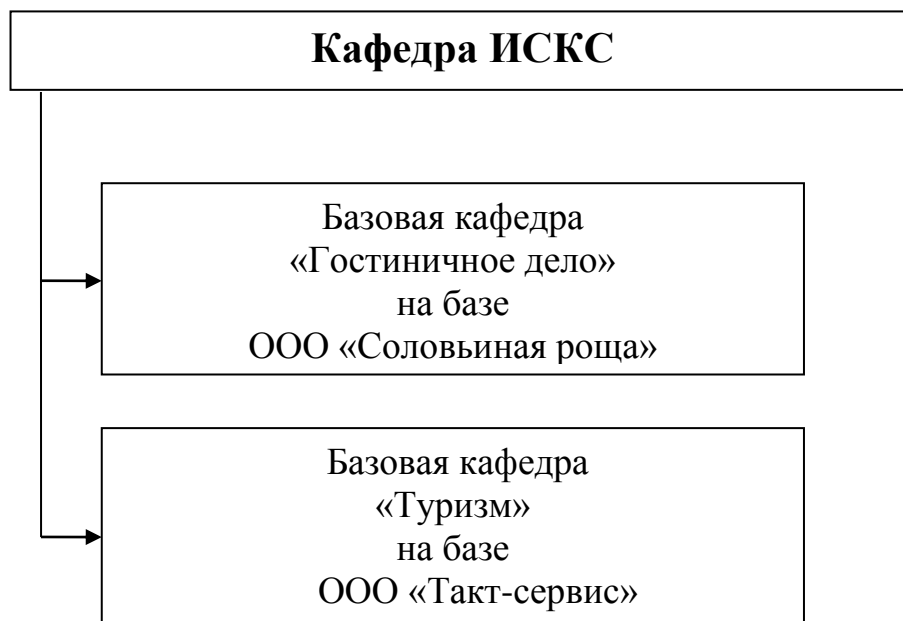 Кафедра ИСКС
Базовая кафедра
«Гостиничное дело»
на базе
ООО «Соловьиная роща»
Базовая кафедра
«Туризм»
на базе
ООО «Такт-сервис»